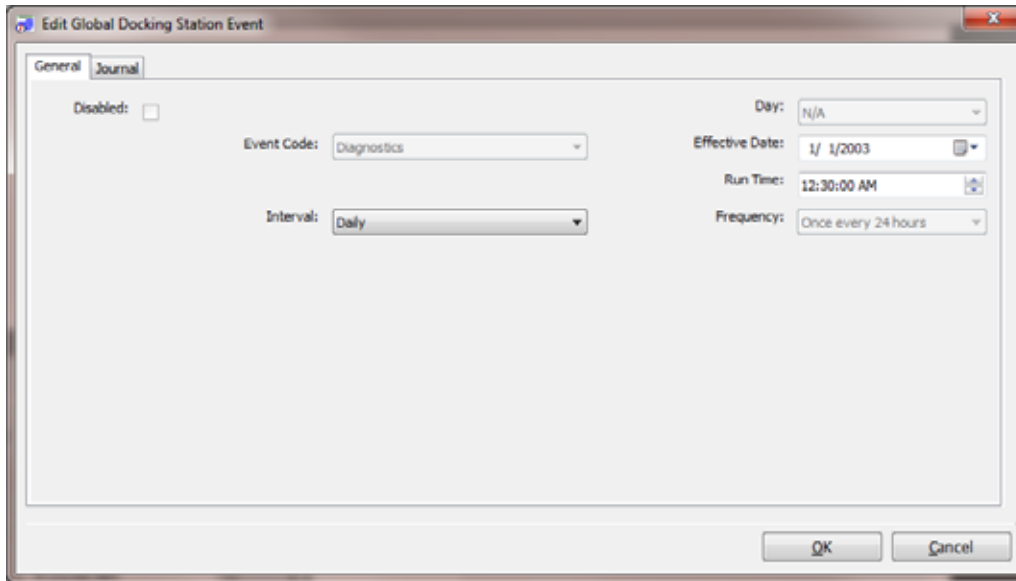 Edit Global Docking Station Event
General Journal
Disabled:
Day: N/A
Event Code: Diagnostics
Effective Date: 1/ 1/2003
Run Time: 12:30:00 AM
Interval: Daily
Frequency: Once every 24 hours
OK Cancel